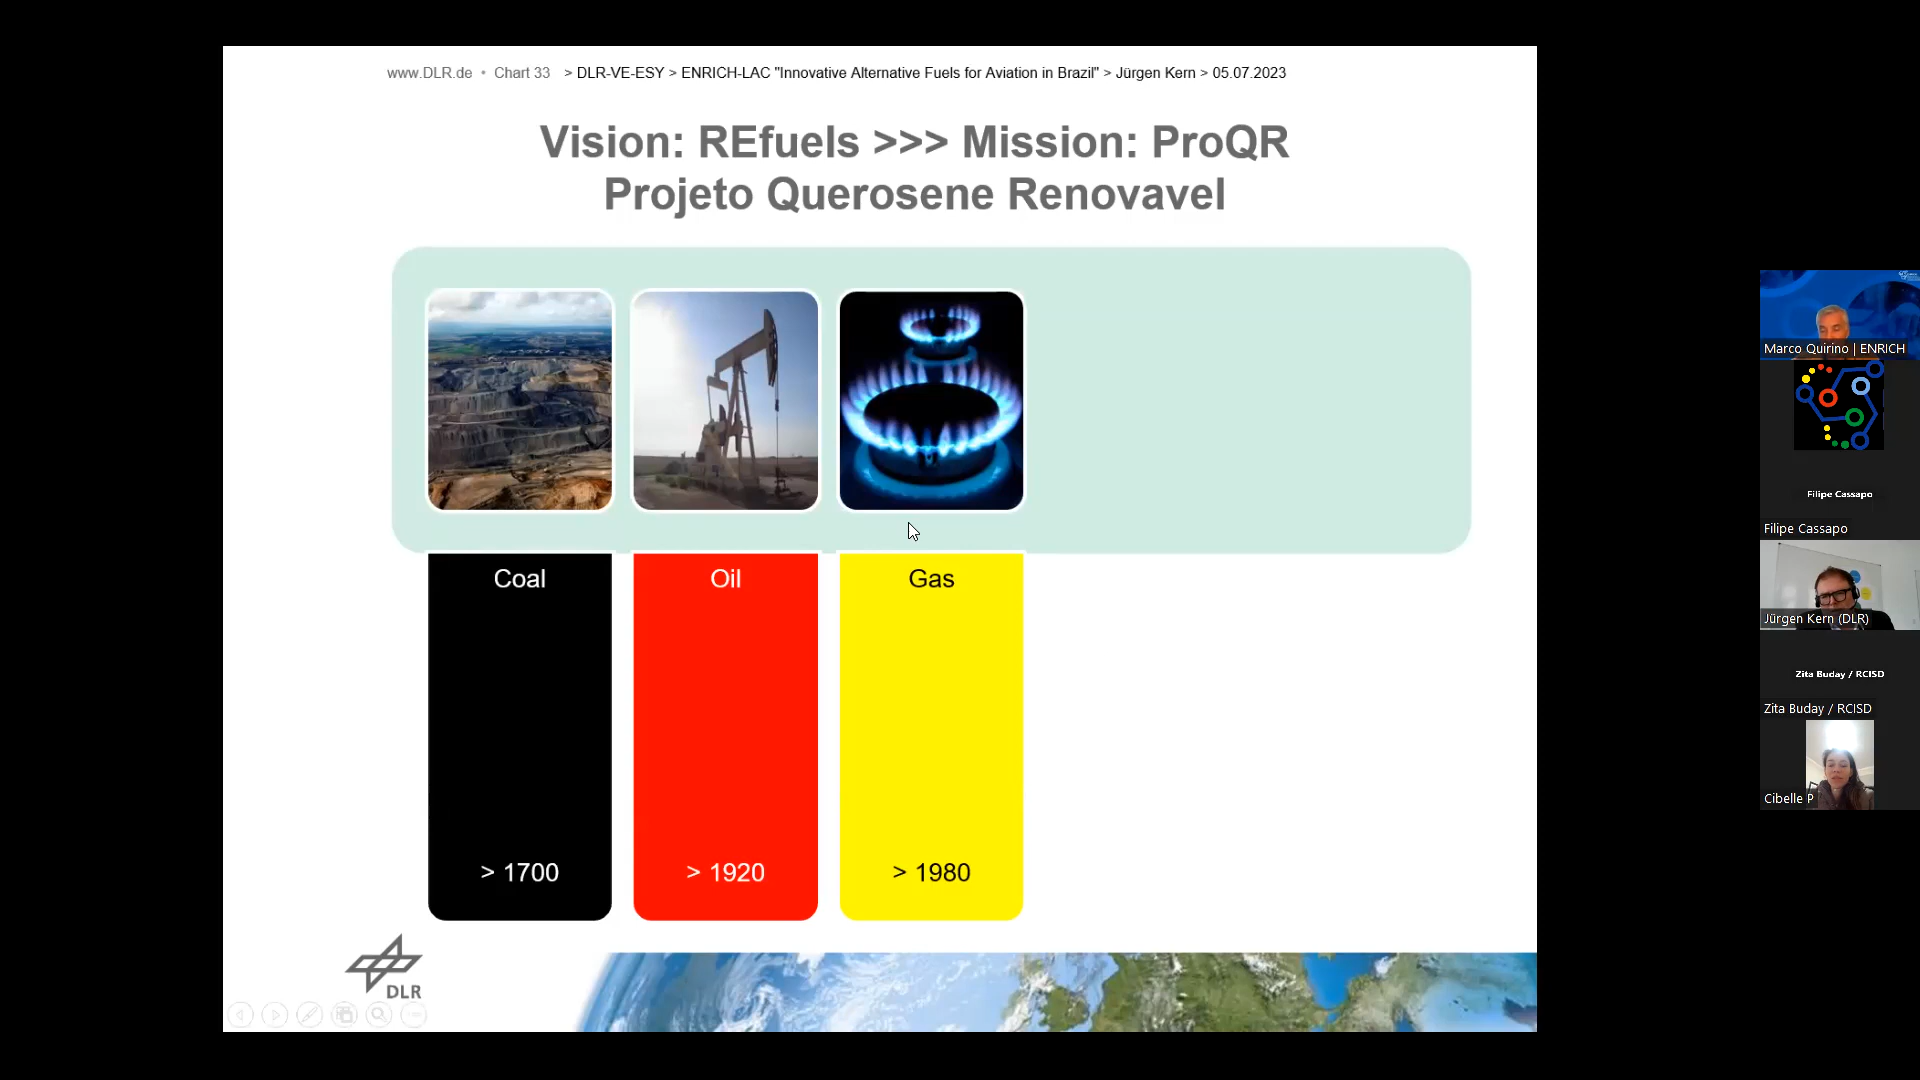 www.DLR.de • Chart 33 > DLR-VE-ESY > ENRICH-LAC "Innovative Alternative Fuels for Aviation in Brazil" > Jürgen Kern > 05.07.2023
Vision: REfuels >>> Mission: ProQR
Projeto Querosene Renovavel
Coal
Oil
Gas
> 1700
> 1920
> 1980
DLR
Marco Quirino | ENRICH
Filipe Cassapo
Filipe Cassapo
Jürgen Kern (DLR)
Zita Buday / RCISD
Zita Buday / RCISD
Cibelle P